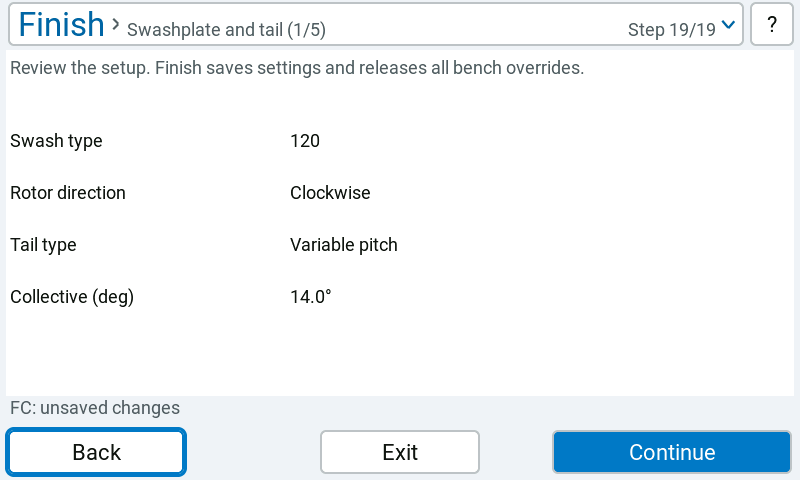 Finish > Swashplate and tail (1/5) Step 19/19 ?
Review the setup. Finish saves settings and releases all bench overrides.
Swash type 120
Rotor direction Clockwise
Tail type Variable pitch
Collective (deg) 14.0°
FC: unsaved changes
Back Exit Continue